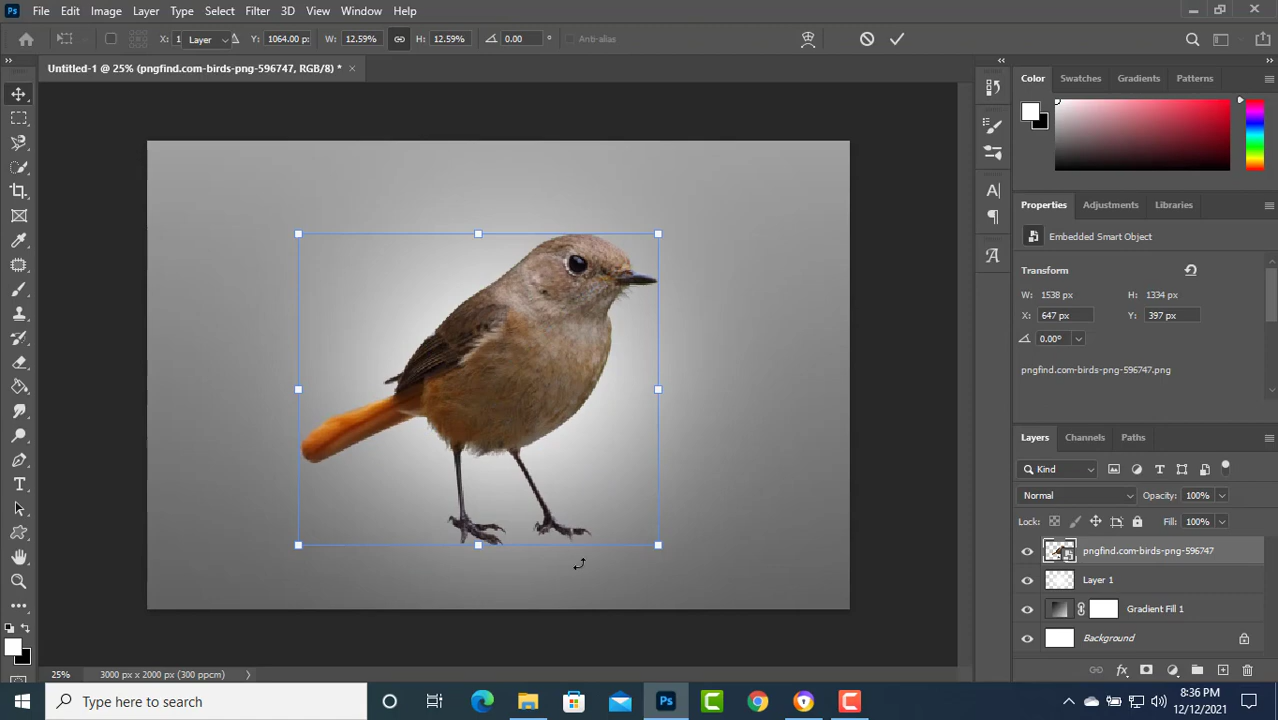 Ps File Edit Image Layer Type Select Filter 3D View Window Help
X: 1 Layer Y: 1064.00 px W: 12.59% H: 12.59% 0.00 ° Anti-alias
Untitled-1 @ 25% (pngfind.com-birds-png-596747, RGB/8) * ×
Color Swatches Gradients Patterns
Properties Adjustments Libraries
Embedded Smart Object
Transform
W: 1538 px H: 1334 px
X: 647 px Y: 397 px
0.00°
pngfind.com-birds-png-596747.png
Layers Channels Paths
Kind
Normal Opacity: 100%
Lock: Fill: 100%
pngfind.com-birds-png-596747
Layer 1
Gradient Fill 1
Background
fx
25% 3000 px x 2000 px (300 ppcm)
Type here to search
Ps
8:36 PM
12/12/2021